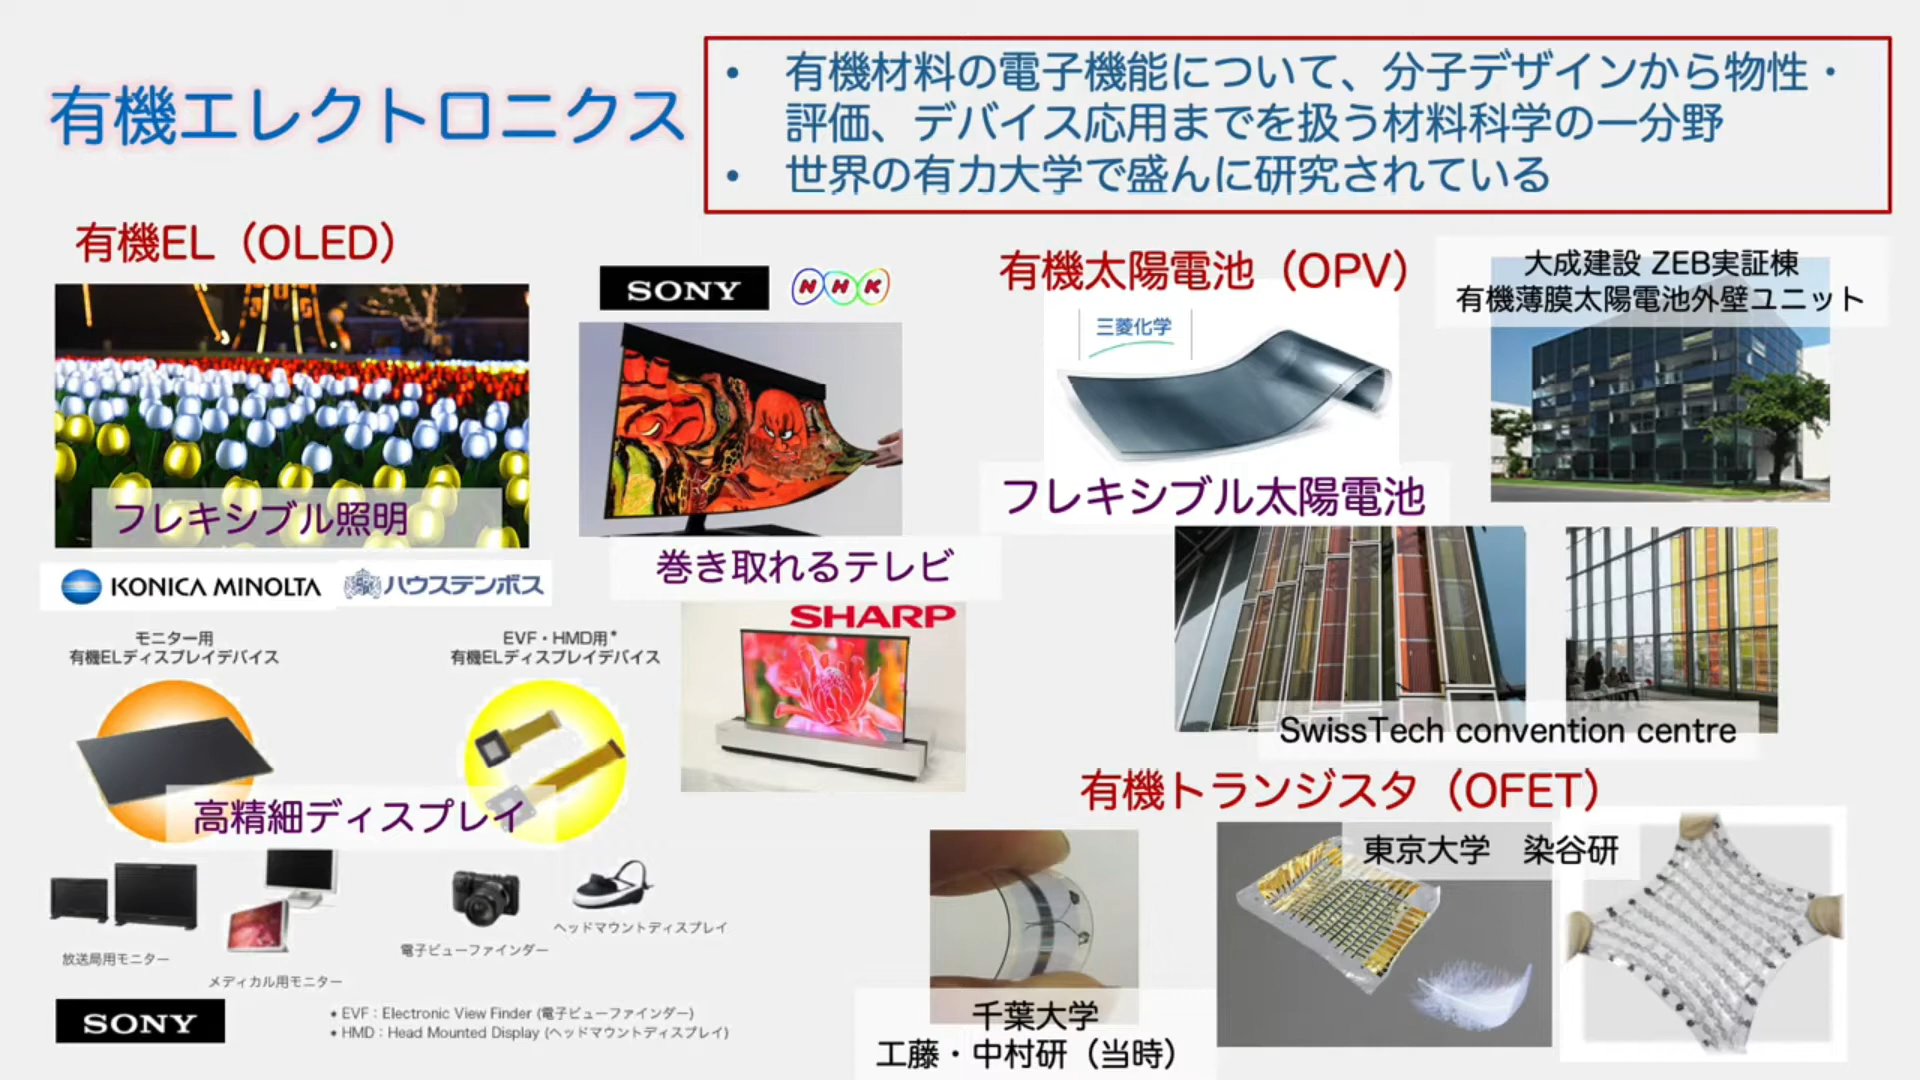 有機エレクトロニクス
• 有機材料の電子機能について、分子デザインから物性・
評価、デバイス応用までを扱う材料科学の一分野
• 世界の有力大学で盛んに研究されている
有機EL（OLED）
フレキシブル照明
KONICA MINOLTA
ハウステンボス
SONY
NHK
巻き取れるテレビ
SHARP
モニター用
有機ELディスプレイデバイス
EVF・HMD用*
有機ELディスプレイデバイス
高精細ディスプレイ
放送局用モニター
メディカル用モニター
電子ビューファインダー
ヘッドマウントディスプレイ
SONY
• EVF：Electronic View Finder (電子ビューファインダー)
• HMD：Head Mounted Display (ヘッドマウントディスプレイ)
有機太陽電池（OPV）
三菱化学
フレキシブル太陽電池
大成建設 ZEB実証棟
有機薄膜太陽電池外壁ユニット
SwissTech convention centre
有機トランジスタ（OFET）
千葉大学
工藤・中村研（当時）
東京大学　染谷研